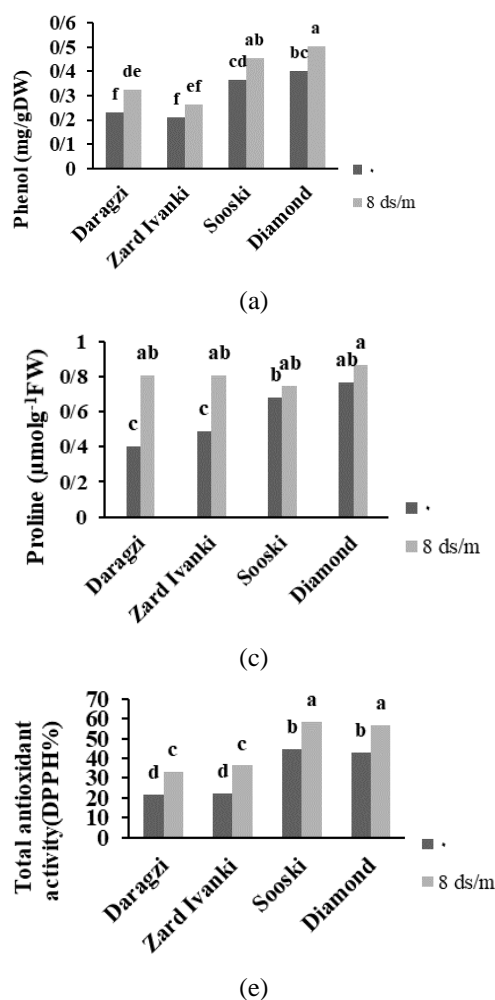 Phenol (mg/gDW)
0/6
0/5
0/4
0/3
0/2
0/1
0
f de f ef cd ab bc a
Daragzi
Zard Ivanki
Sooski
Diamond
8 ds/m
(a)
Proline (µmolg-1FW)
1
0/8
0/6
0/4
0/2
0
c ab c ab b ab ab a
Daragzi
Zard Ivanki
Sooski
Diamond
8 ds/m
(c)
Total antioxidant
activity(DPPH%)
70
60
50
40
30
20
10
0
d c d c b a b a
Daragzi
Zard Ivanki
Sooski
Diamond
8 ds/m
(e)